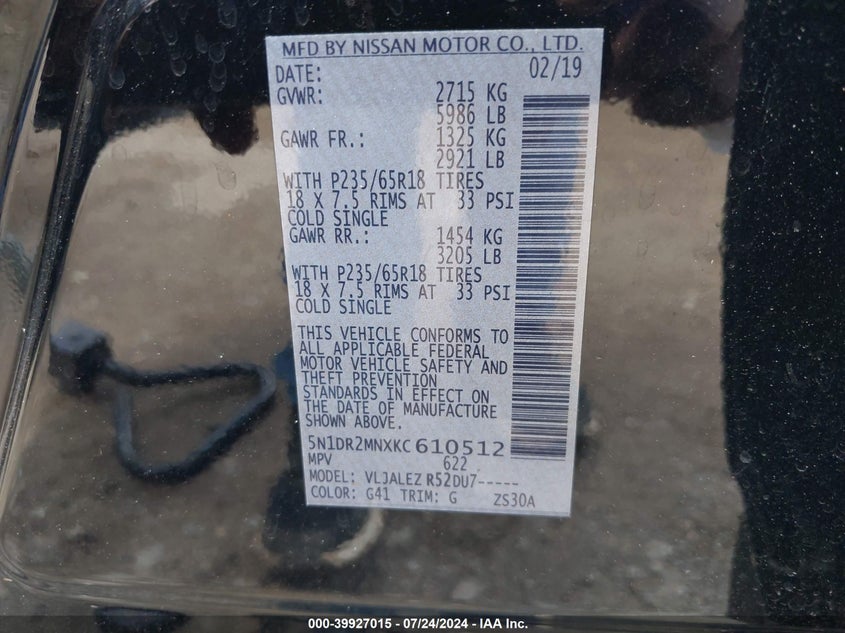 MFD BY NISSAN MOTOR CO., LTD.
DATE: 02/19
GVWR: 2715 KG
5986 LB
GAWR FR.: 1325 KG
2921 LB
WITH P235/65R18 TIRES
18 X 7.5 RIMS AT 33 PSI
COLD SINGLE
GAWR RR.: 1454 KG
3205 LB
WITH P235/65R18 TIRES
18 X 7.5 RIMS AT 33 PSI
COLD SINGLE
THIS VEHICLE CONFORMS TO
ALL APPLICABLE FEDERAL
MOTOR VEHICLE SAFETY AND
THEFT PREVENTION
STANDARDS IN EFFECT ON
THE DATE OF MANUFACTURE
SHOWN ABOVE.
5N1DR2MNXKC610512
MPV 622
MODEL: VLJALEZ R52DU7-----
COLOR: G41 TRIM: G ZS30A
000-39927015 / 07/24/2024 - IAA Inc.